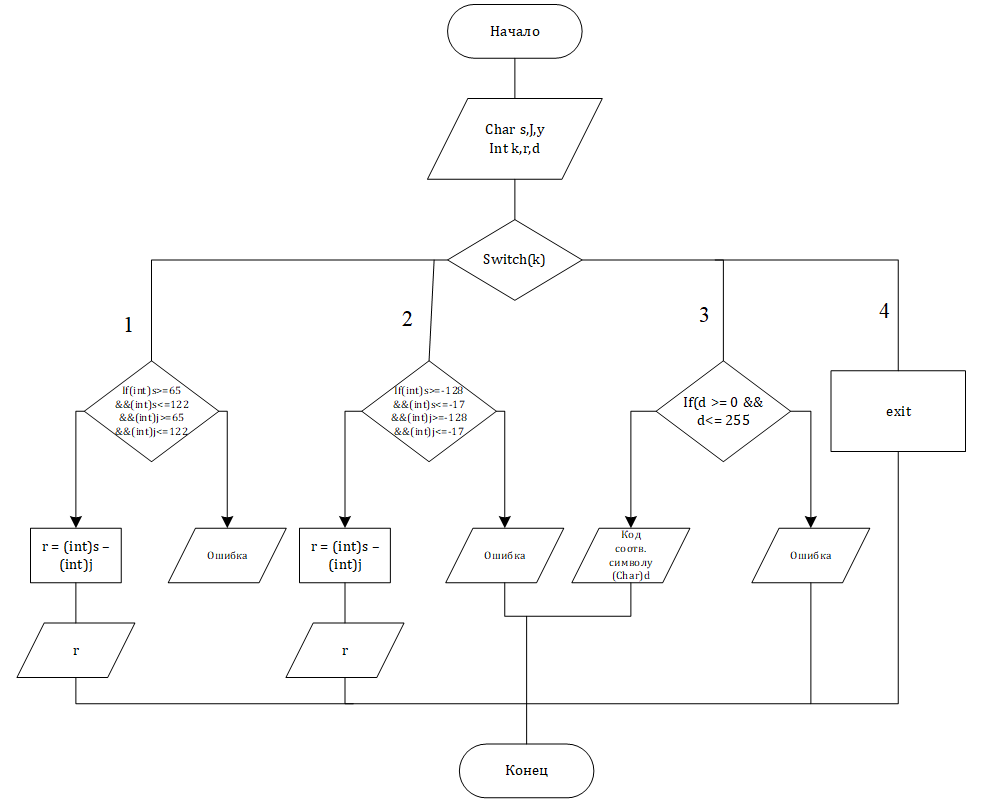 Начало
Char s,J,y
Int k,r,d
Switch(k)
1
2
3
4
If(int)s>=65
&&(int)s<=122
&&(int)j>=65
&&(int)j<=122
If(int)s>=-128
&&(int)s<=-17
&&(int)j>=-128
&&(int)j<=-17
If(d >= 0 &&
d<= 255
exit
r = (int)s –
(int)j
Ошибка
r = (int)s –
(int)j
Ошибка
Код
соотв.
символу
(Char)d
Ошибка
r
r
Конец